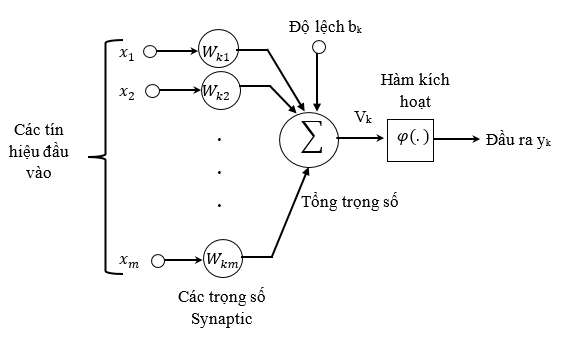 Độ lệch bₖ
x₁
Wₖ₁
x₂
Wₖ₂
Hàm kích
hoạt
Các tín
hiệu đầu
vào
.
.
.
∑
Vₖ
φ(.)
Đầu ra yₖ
Tổng trọng số
xₘ
Wₖₘ
Các trọng số
Synaptic